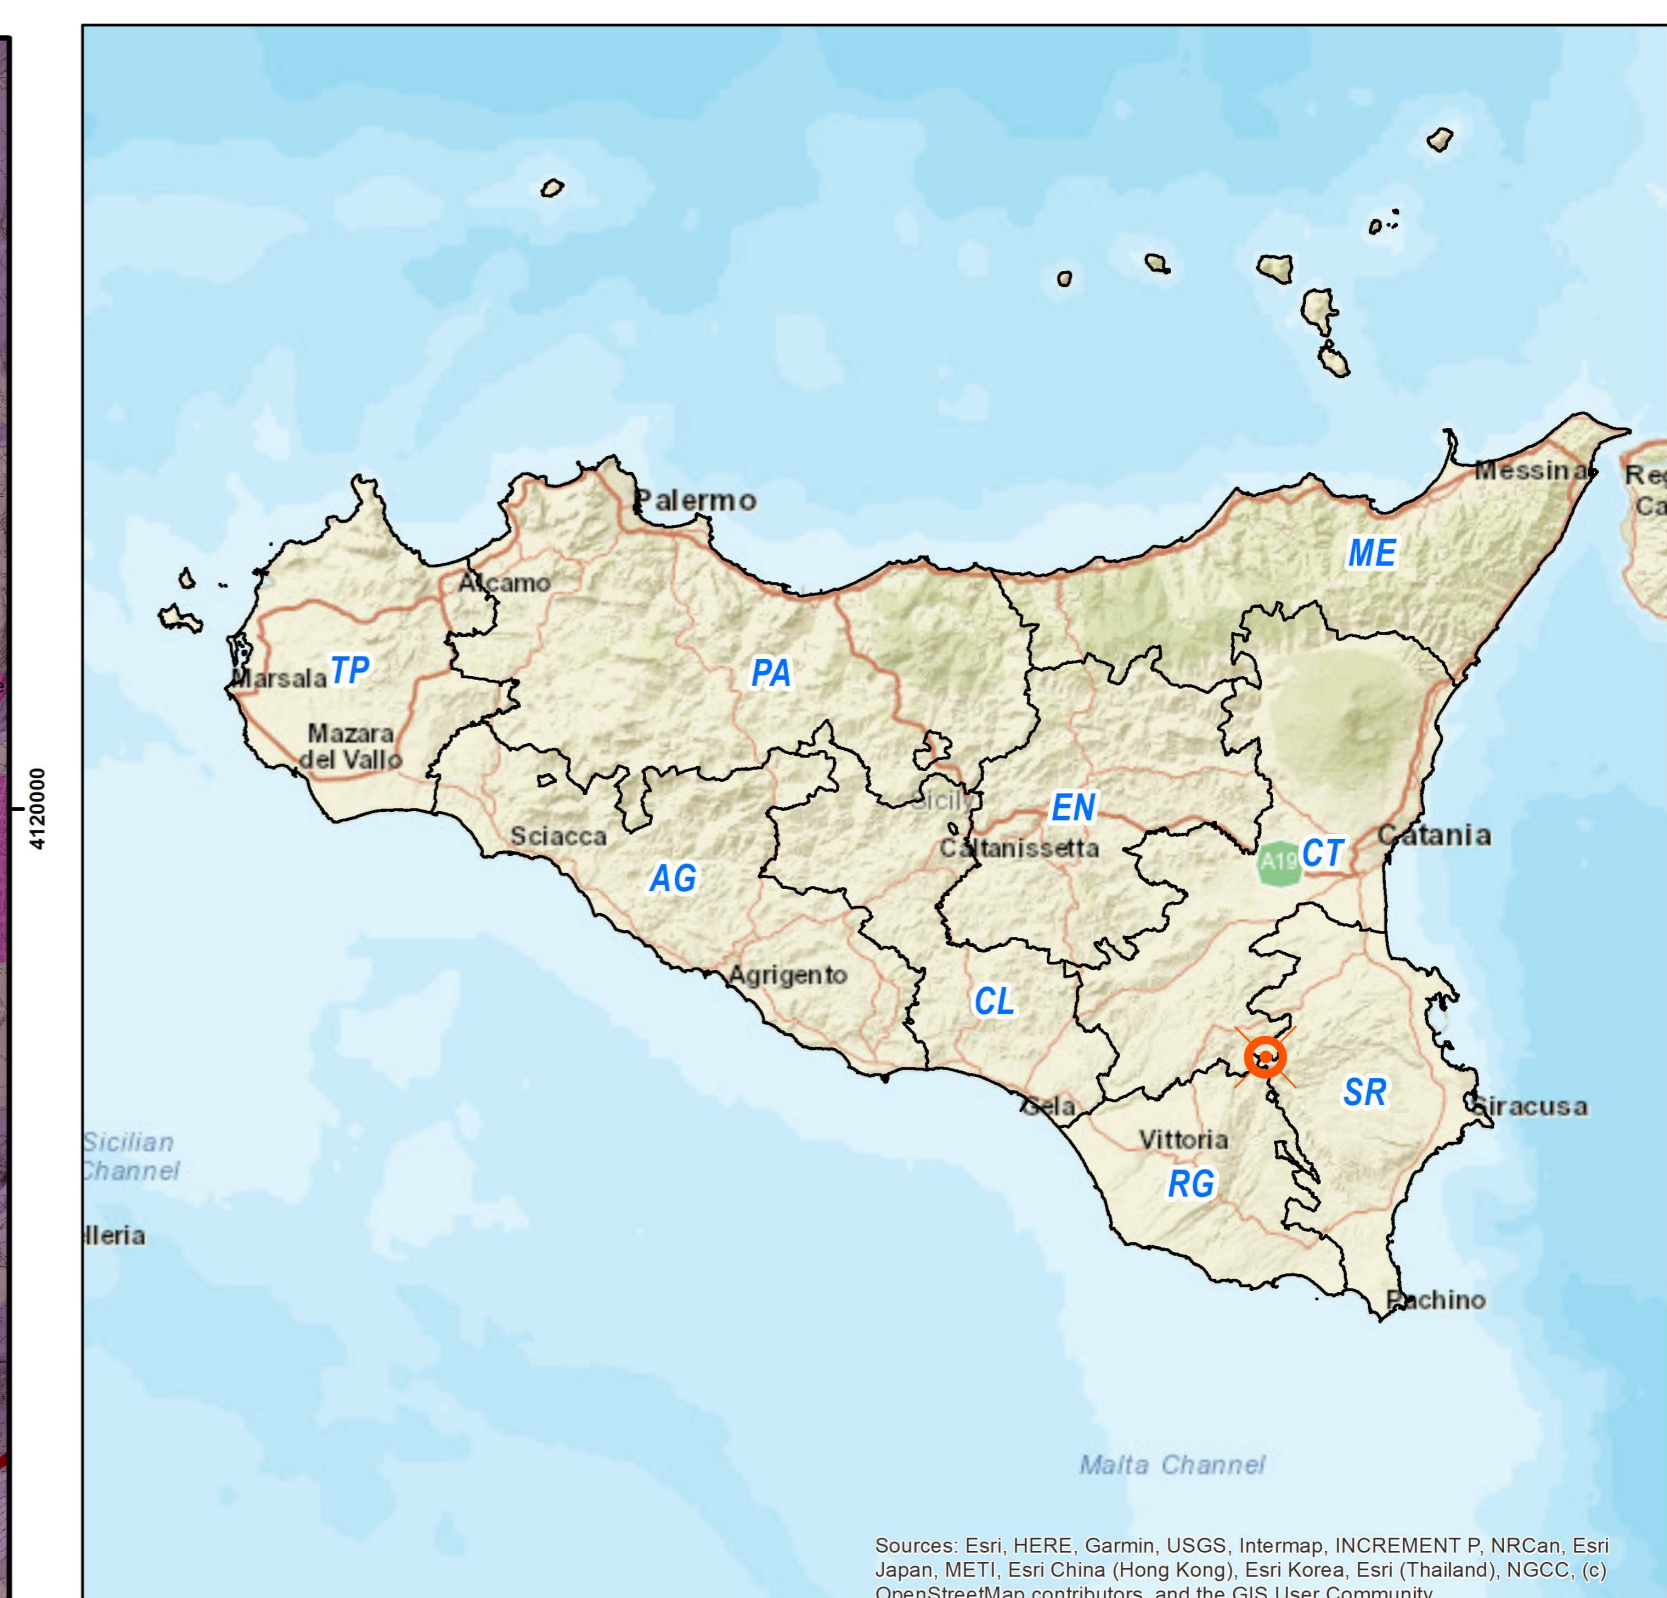 4120000
Palermo
Messina
Reg
Ca
ME
Alcamo
TP
PA
Marsala
Mazara
del Vallo
Sicily
EN
Sciacca
Caltanissetta
A19
CT
Catania
AG
Agrigento
CL
SR
Gela
Siracusa
Vittoria
Sicilian
Channel
RG
lleria
Pachino
Malta Channel
Sources: Esri, HERE, Garmin, USGS, Intermap, INCREMENT P, NRCan, Esri
Japan, METI, Esri China (Hong Kong), Esri Korea, Esri (Thailand), NGCC, (c)
OpenStreetMap contributors, and the GIS User Community